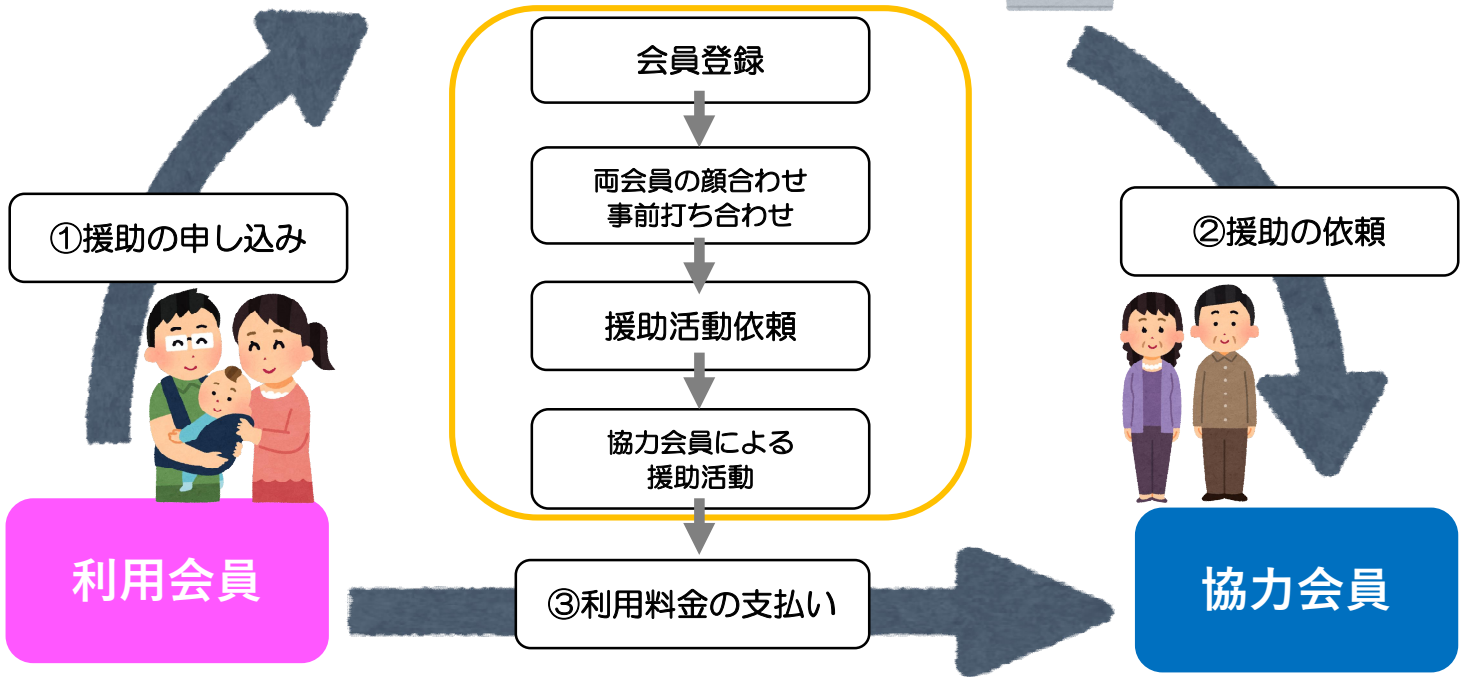 会員登録
両会員の顔合わせ
事前打ち合わせ
①援助の申し込み
②援助の依頼
援助活動依頼
協力会員による
援助活動
利用会員
③利用料金の支払い
協力会員